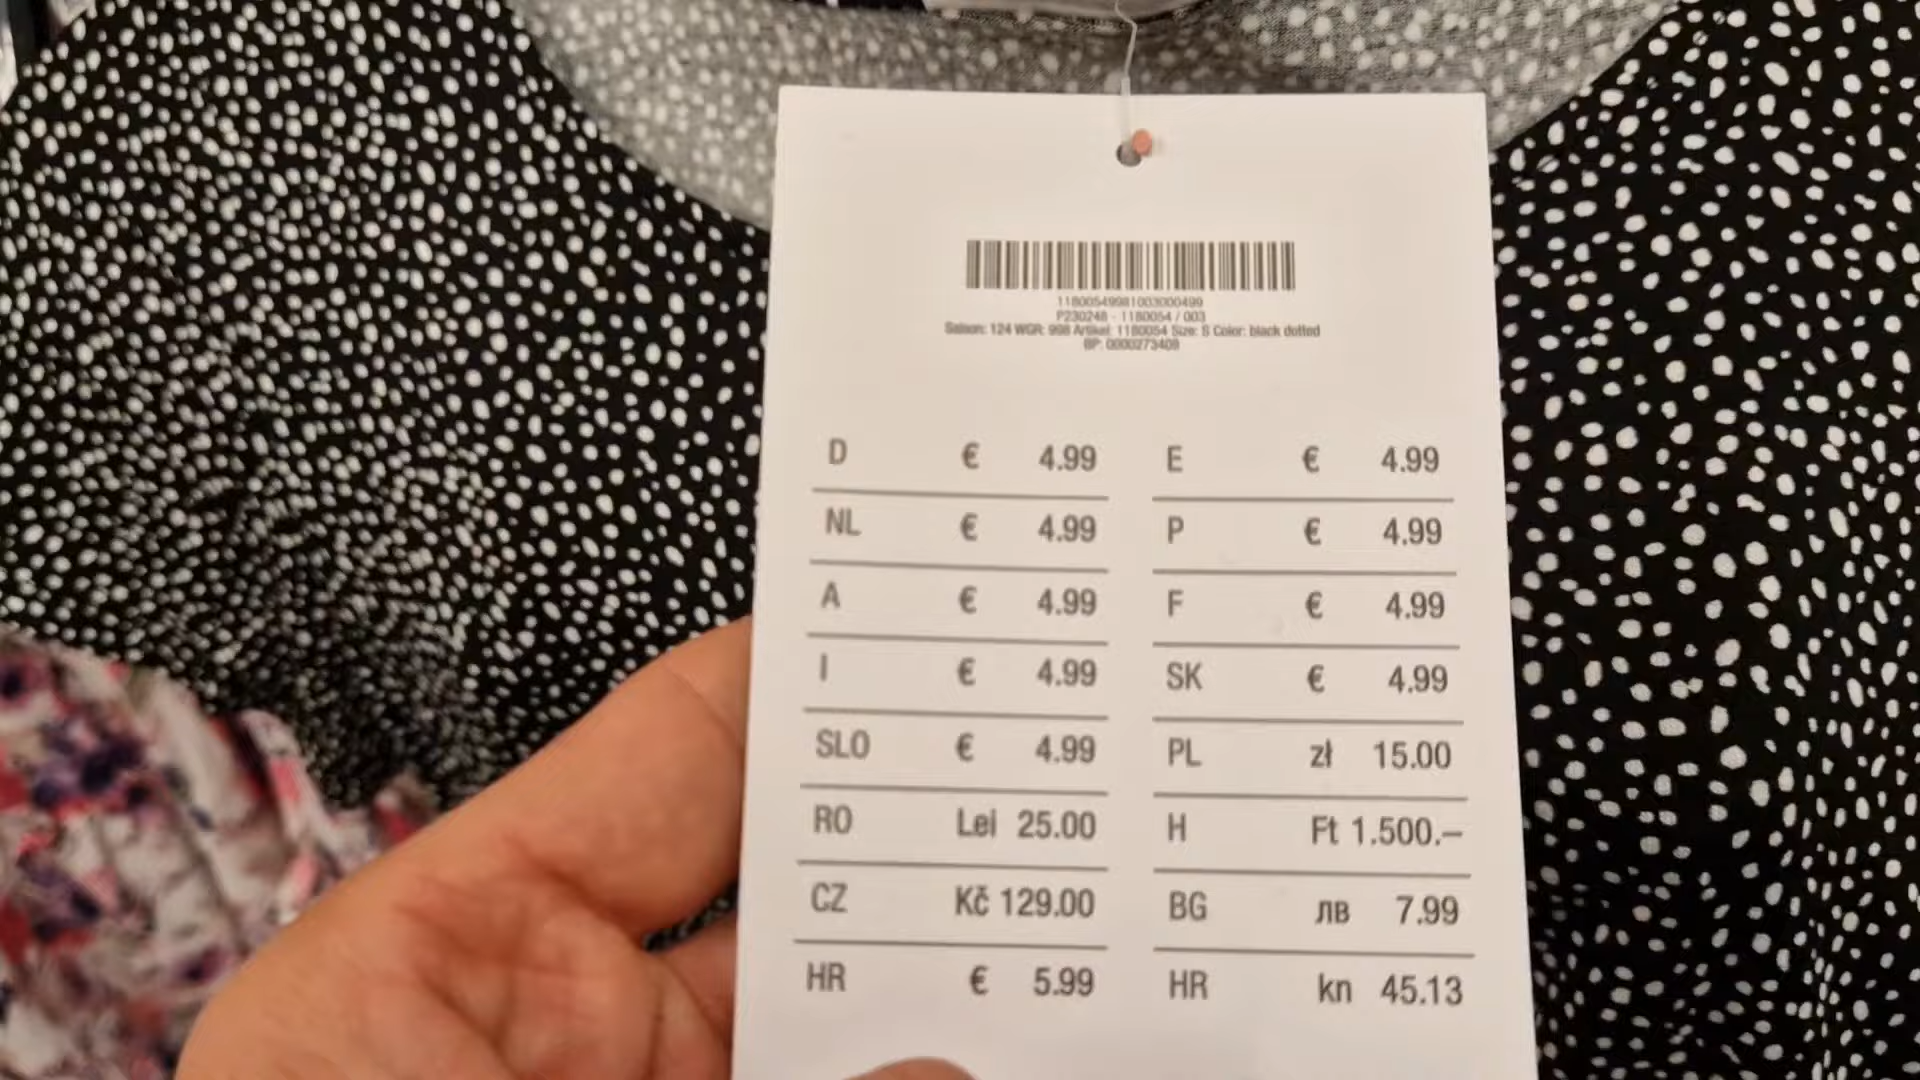 11800549981003000499
P230248 - 1180054 / 003
Saison: 124 WGR: 998 Artikel: 1180054 Size: S Color: black dotted
BP: 0000273408
D € 4.99 E € 4.99
NL € 4.99 P € 4.99
A € 4.99 F € 4.99
I € 4.99 SK € 4.99
SLO € 4.99 PL zł 15.00
RO Lei 25.00 H Ft 1.500.–
CZ Kč 129.00 BG лв 7.99
HR € 5.99 HR kn 45.13